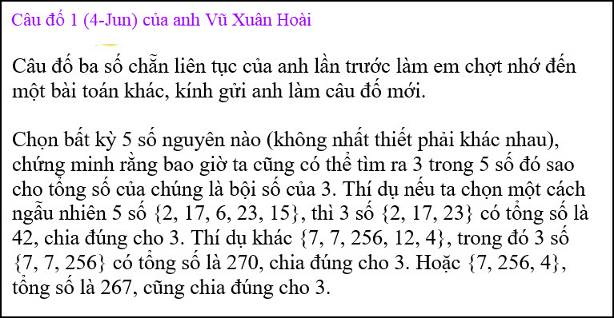 Câu đố 1 (4-Jun) của anh Vũ Xuân Hoài
Câu đố ba số chẵn liên tục của anh lần trước làm em chợt nhớ đến
một bài toán khác, kính gửi anh làm câu đố mới.
Chọn bất kỳ 5 số nguyên nào (không nhất thiết phải khác nhau),
chứng minh rằng bao giờ ta cũng có thể tìm ra 3 trong 5 số đó sao
cho tổng số của chúng là bội số của 3. Thí dụ nếu ta chọn một cách
ngẫu nhiên 5 số {2, 17, 6, 23, 15}, thì 3 số {2, 17, 23} có tổng số là
42, chia đúng cho 3. Thí dụ khác {7, 7, 256, 12, 4}, trong đó 3 số
{7, 7, 256} có tổng số là 270, chia đúng cho 3. Hoặc {7, 256, 4},
tổng số là 267, cũng chia đúng cho 3.